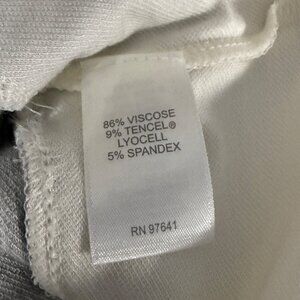 86% VISCOSE
9% TENCEL®
LYOCELL
5% SPANDEX
RN 97641